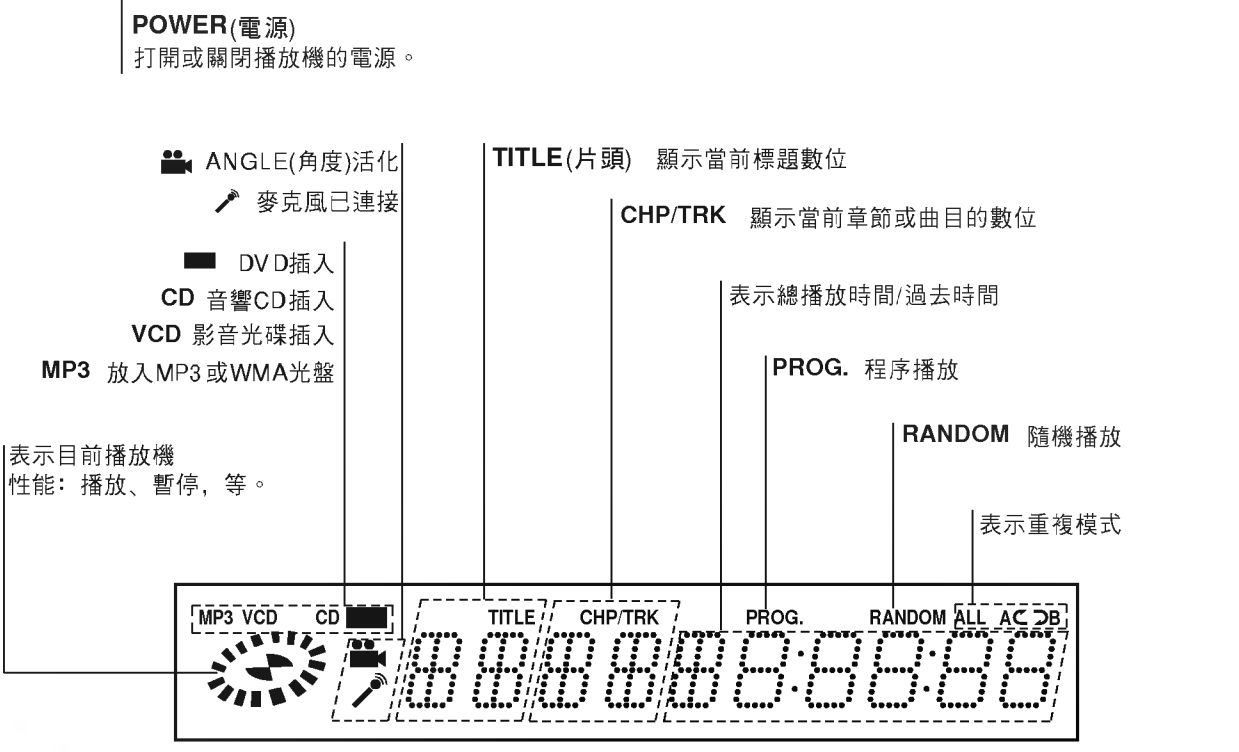 POWER(電源)
打開或關閉播放機的電源。
ANGLE(角度)活化
麥克風已連接
DVD插入
CD 音響CD插入
VCD 影音光碟插入
MP3 放入MP3或WMA光盤
表示目前播放機
性能：播放、暫停，等。
TITLE(片頭) 顯示當前標題數位
CHP/TRK 顯示當前章節或曲目的數位
表示總播放時間/過去時間
PROG. 程序播放
RANDOM 隨機播放
表示重複模式
MP3 VCD CD TITLE CHP/TRK PROG. RANDOM ALL A B